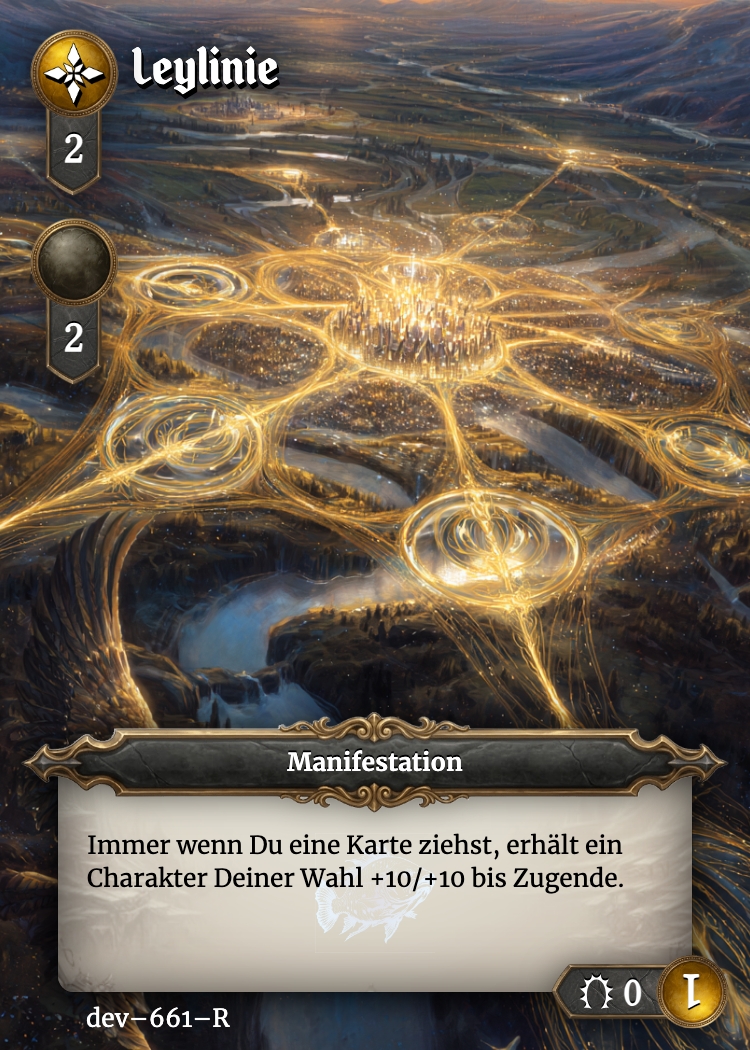 Leylinie
2
2
Manifestation
Immer wenn Du eine Karte ziehst, erhält ein
Charakter Deiner Wahl +10/+10 bis Zugende.
0
1
dev–661–R